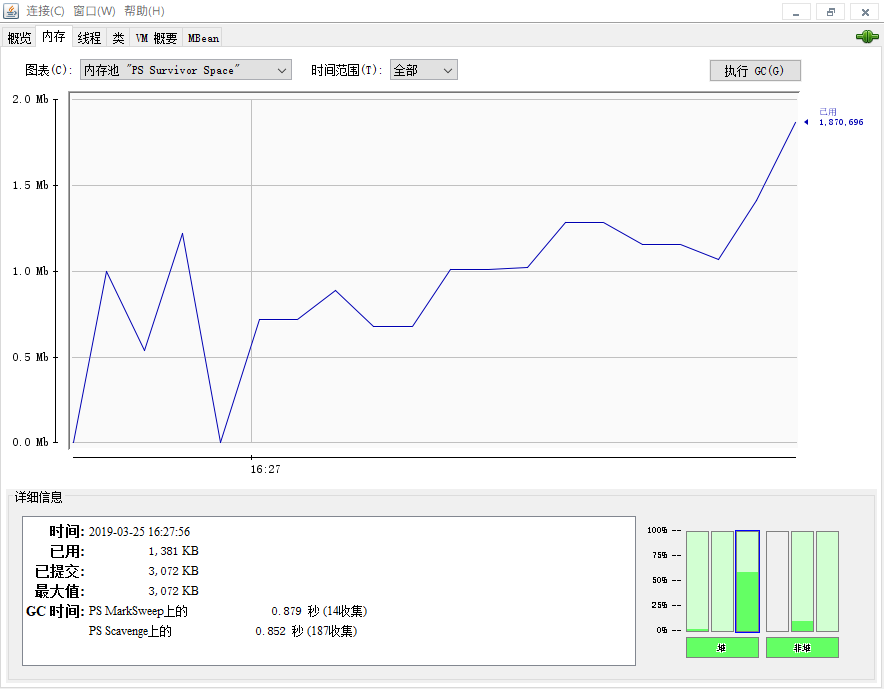 连接(C) 窗口(W) 帮助(H)
概览 内存 线程 类 VM 概要 MBean
图表(C): 内存池 "PS Survivor Space" 时间范围(T): 全部 执行 GC(G)
2.0 Mb
已用
1,870,696
1.5 Mb
1.0 Mb
0.5 Mb
0.0 Mb
16:27
详细信息
时间: 2019-03-25 16:27:56
已用: 1,381 KB
已提交: 3,072 KB
最大值: 3,072 KB
GC 时间: PS MarkSweep上的 0.879 秒 (14收集)
PS Scavenge上的 0.852 秒 (187收集)
100%
75%
50%
25%
0%
堆 非堆